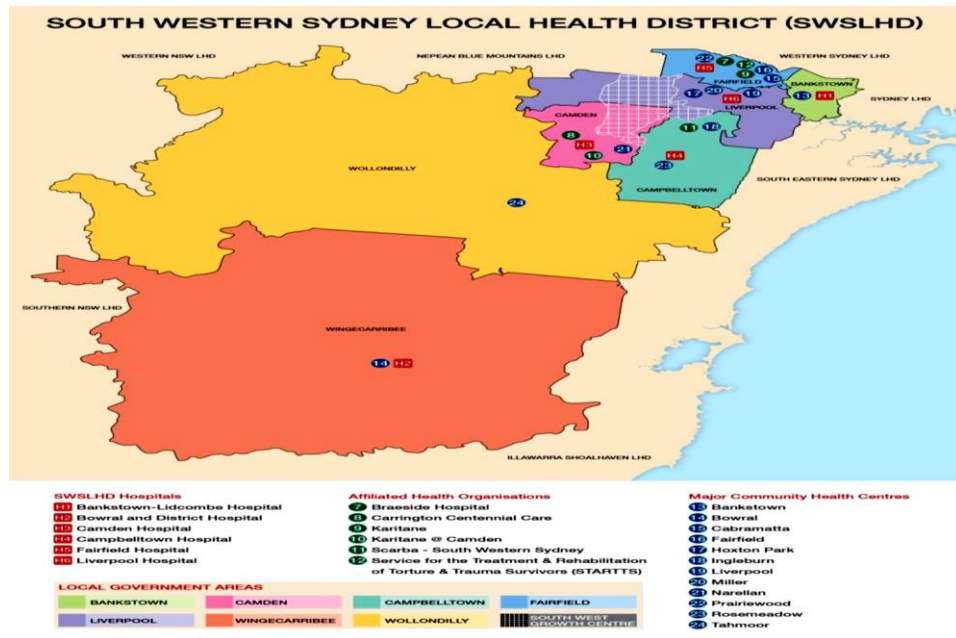 SOUTH WESTERN SYDNEY LOCAL HEALTH DISTRICT (SWSLHD)
WESTERN NSW LHD
NEPEAN BLUE MOUNTAINS LHD
WESTERN SYDNEY LHD
22 7 12 16
H5 9 15
FAIRFIELD
BANKSTOWN
17 20 H6 19
13 H1
LIVERPOOL
SYDNEY LHD
CAMDEN
8 H3 10 21
11 18
H4
23
WOLLONDILLY
SOUTH EASTERN SYDNEY LHD
CAMPBELLTOWN
24
SOUTHERN NSW LHD
WINGECARRIBEE
14 H2
ILLAWARRA SHOALHAVEN LHD
SWSLHD Hospitals
H1 Bankstown-Lidcombe Hospital
H2 Bowral and District Hospital
H3 Camden Hospital
H4 Campbelltown Hospital
H5 Fairfield Hospital
H6 Liverpool Hospital
Affiliated Health Organisations
7 Braeside Hospital
8 Carrington Centennial Care
9 Karitane
10 Karitane @ Camden
11 Scarba - South Western Sydney
12 Service for the Treatment & Rehabilitation
of Torture & Trauma Survivors (STARTTS)
Major Community Health Centres
13 Bankstown
14 Bowral
15 Cabramatta
16 Fairfield
17 Hoxton Park
18 Ingleburn
19 Liverpool
20 Miller
21 Narellan
22 Prairiewood
23 Rosemeadow
24 Tahmoor
LOCAL GOVERNMENT AREAS
BANKSTOWN
CAMDEN
CAMPBELLTOWN
FAIRFIELD
LIVERPOOL
WINGECARRIBEE
WOLLONDILLY
SOUTH WEST
GROWTH CENTRE